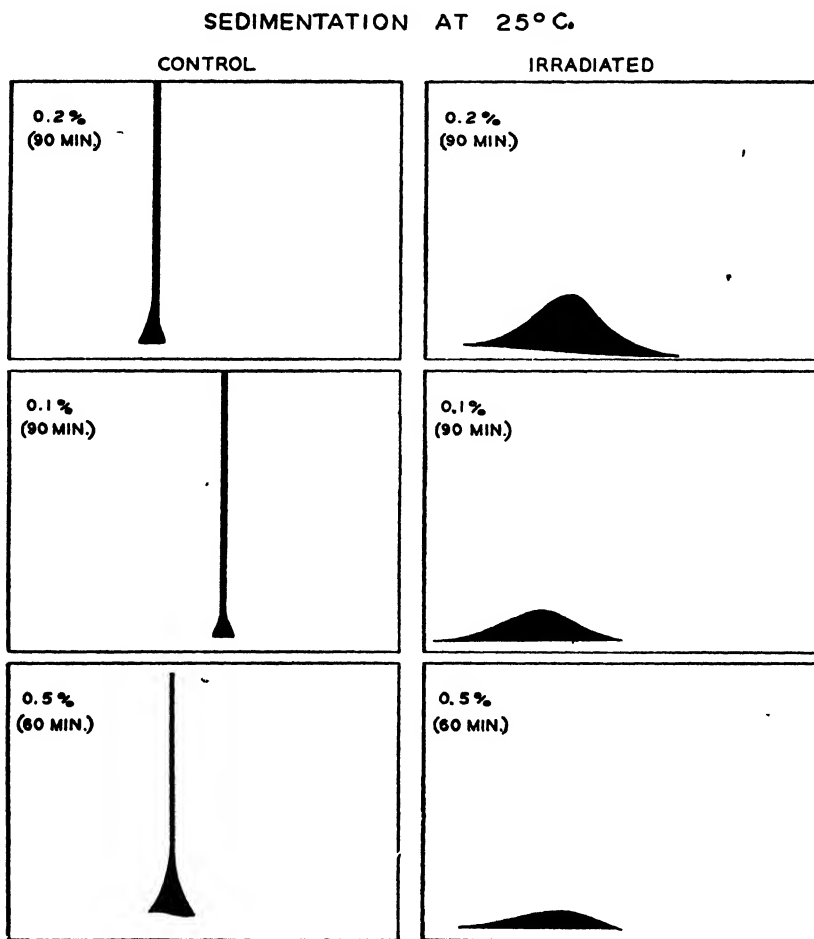 SEDIMENTATION AT 25° C.
CONTROL
IRRADIATED
0.2%
(90 MIN.)
0.2%
(90 MIN.)
0.1%
(90 MIN.)
0.1%
(90 MIN.)
0.5%
(60 MIN.)
0.5%
(60 MIN.)